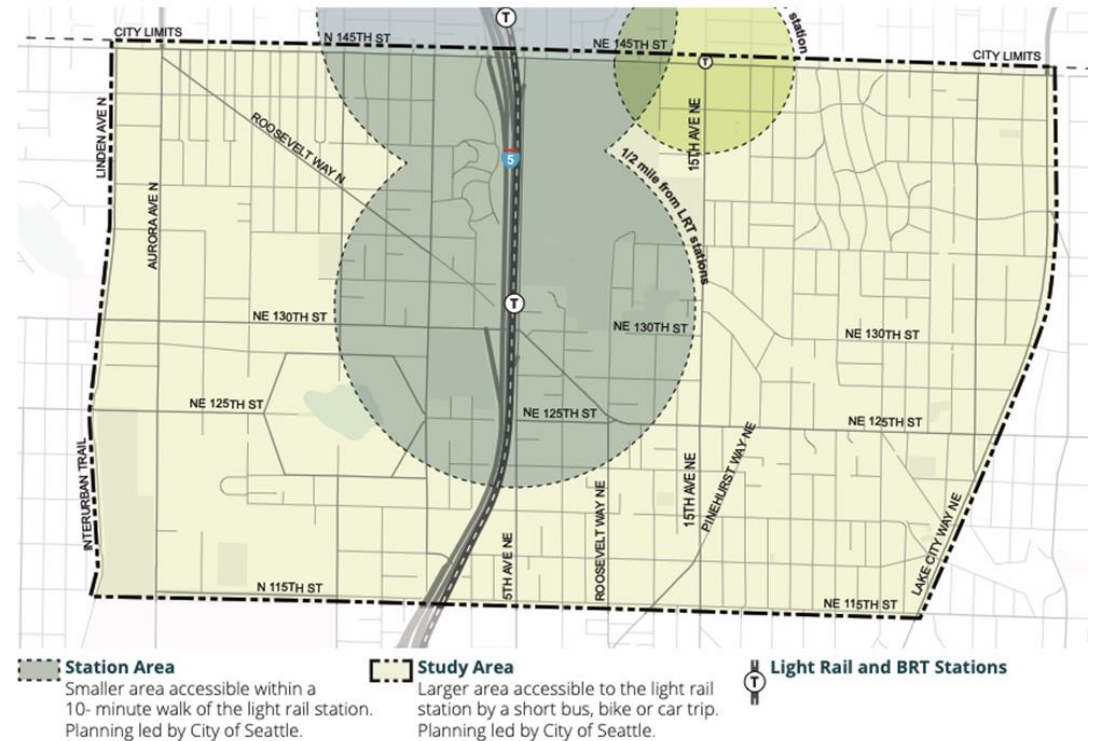 T
station
CITY LIMITS
N 145TH ST
NE 145TH ST
CITY LIMITS
T
LINDEN AVE N
ROOSEVELT WAY N
15TH AVE NE
5
1/2 mile from LRT stations
AURORA AVE N
T
NE 130TH ST
NE 130TH ST
NE 130TH ST
NE 125TH ST
NE 125TH ST
NE 125TH ST
INTERURBAN TRAIL
15TH AVE NE
PINEHURST WAY NE
ROOSEVELT WAY NE
5TH AVE NE
LAKE CITY WAY NE
N 115TH ST
NE 115TH ST
Station Area
Smaller area accessible within a
10- minute walk of the light rail station.
Planning led by City of Seattle.
Study Area
Larger area accessible to the light rail
station by a short bus, bike or car trip.
Planning led by City of Seattle.
T
Light Rail and BRT Stations